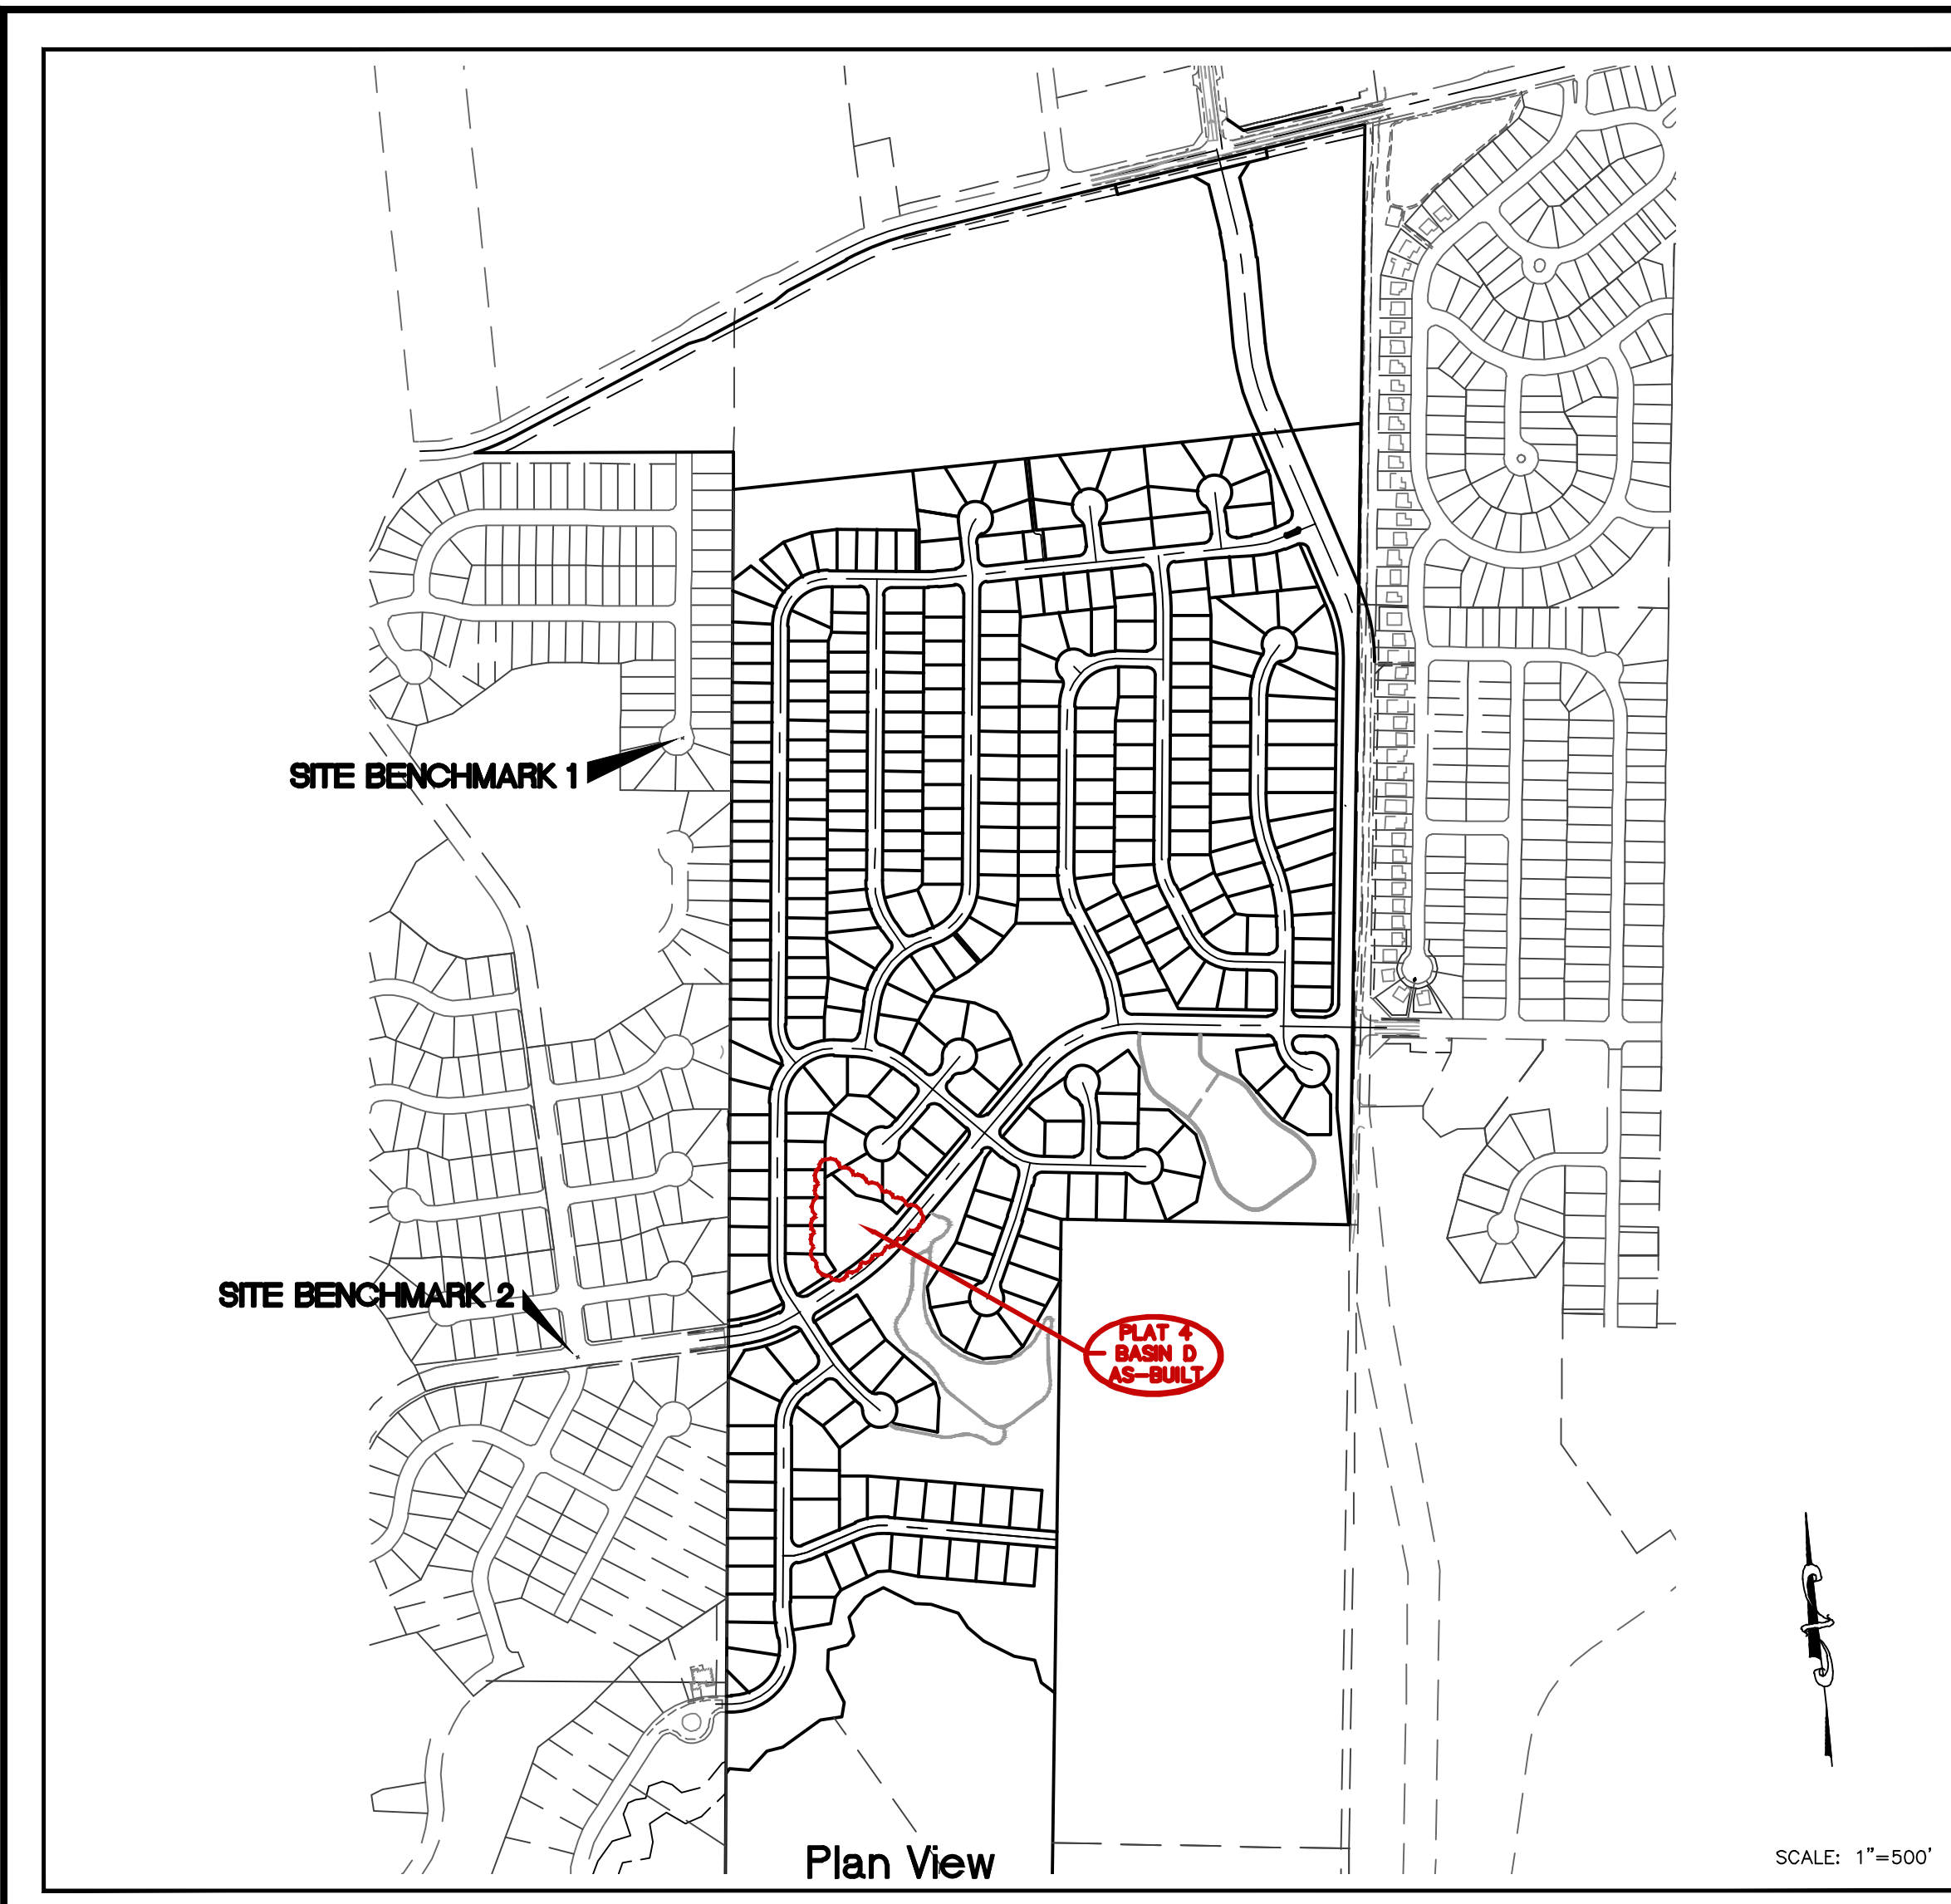 SITE BENCHMARK 1
SITE BENCHMARK 2
PLAT 4
BASIN D
AS-BUILT
Plan View
SCALE: 1"=500'